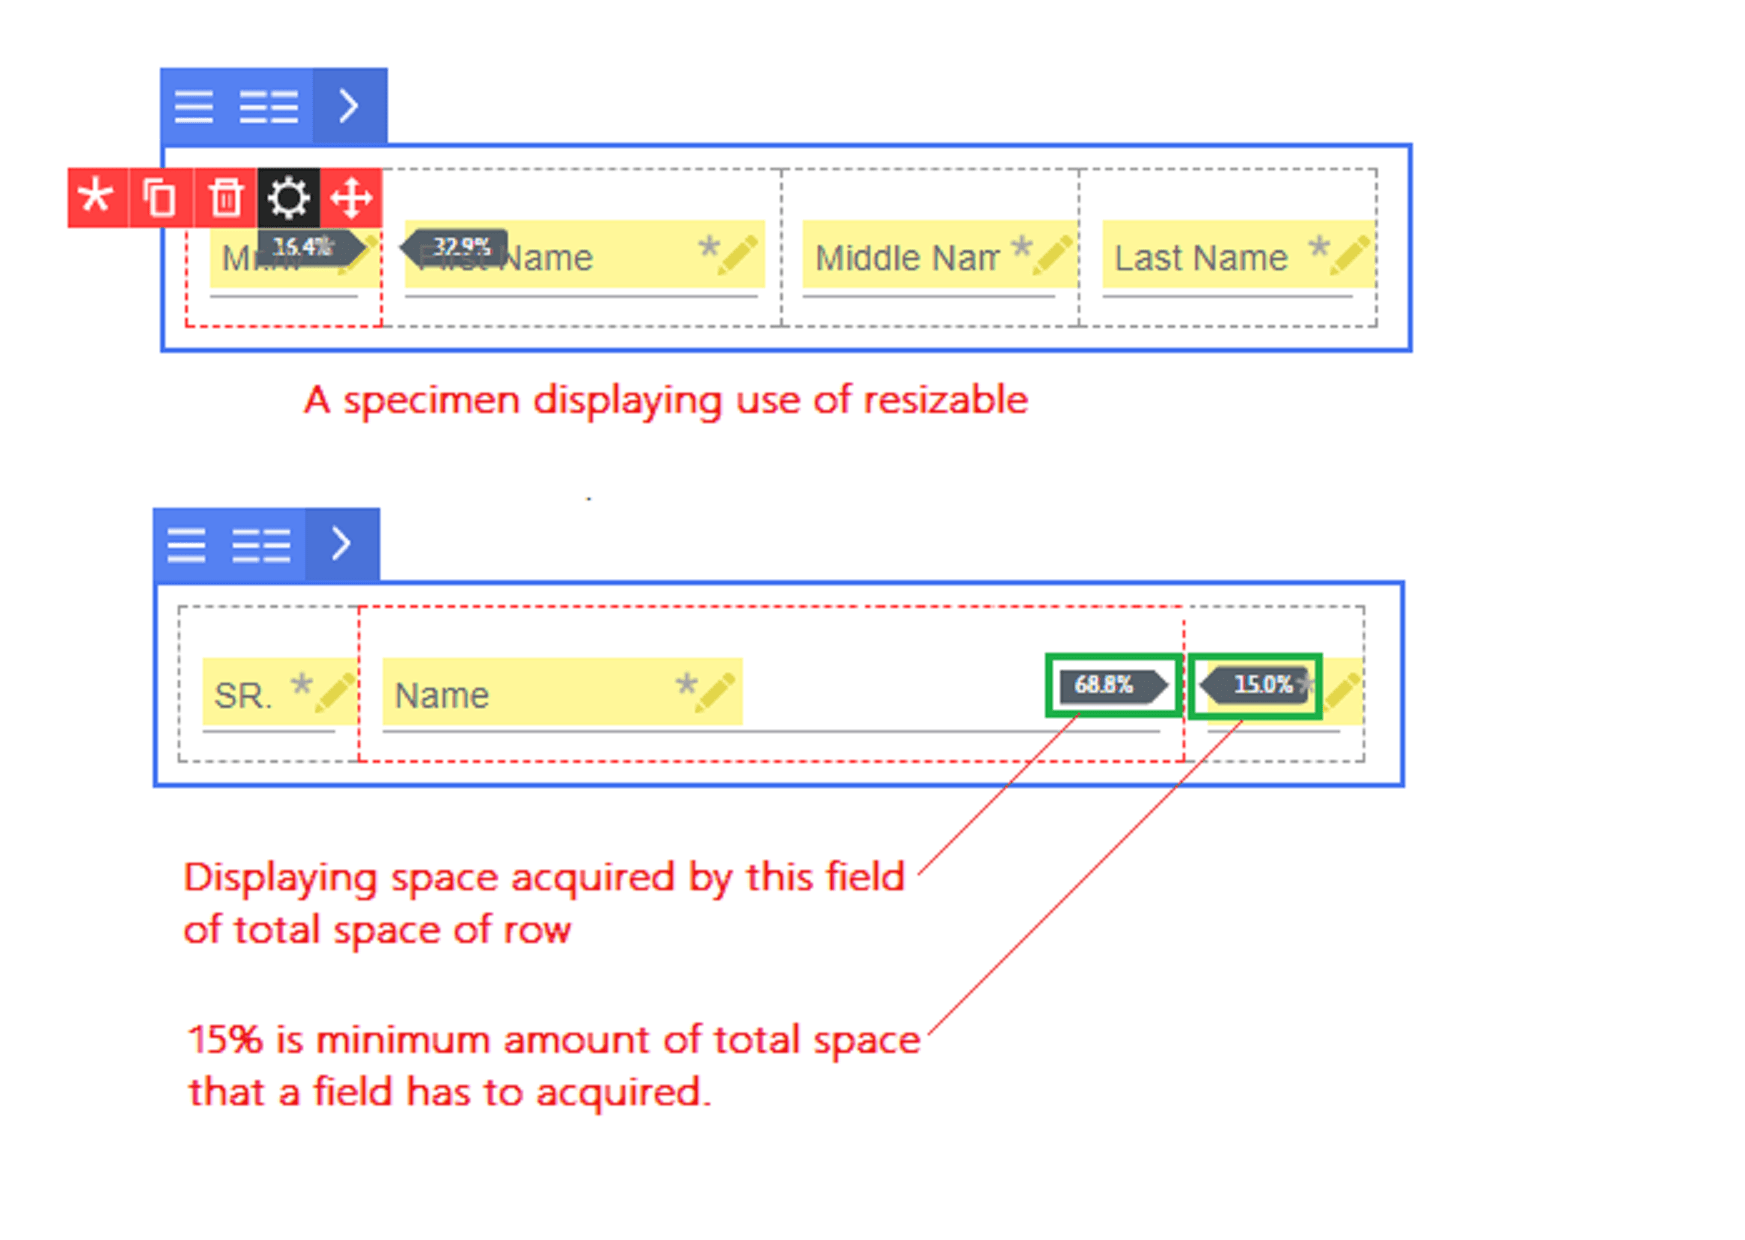 16.4% 32.9%
First Name Middle Nam Last Name
A specimen displaying use of resizable
SR. Name 68.8% 15.0%
Displaying space acquired by this field
of total space of row
15% is minimum amount of total space
that a field has to acquired.